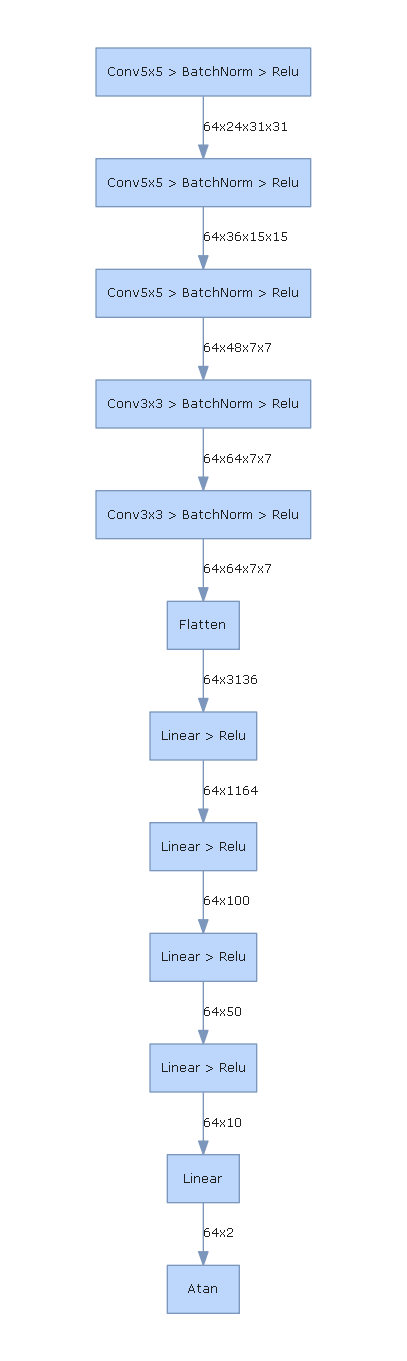 Conv5x5 > BatchNorm > Relu
64x24x31x31
Conv5x5 > BatchNorm > Relu
64x36x15x15
Conv5x5 > BatchNorm > Relu
64x48x7x7
Conv3x3 > BatchNorm > Relu
64x64x7x7
Conv3x3 > BatchNorm > Relu
64x64x7x7
Flatten
64x3136
Linear > Relu
64x1164
Linear > Relu
64x100
Linear > Relu
64x50
Linear > Relu
64x10
Linear
64x2
Atan